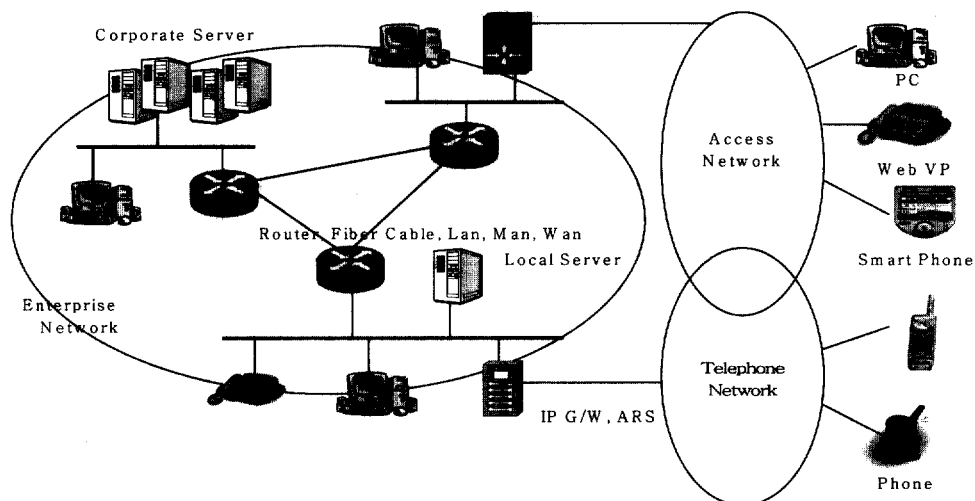 Corporate Server
PC
Access
Network
Web VP
Router, Fiber Cable, Lan, Man, Wan
Local Server
Smart Phone
Enterprise
Network
Telephone
Network
IP G/W, ARS
Phone